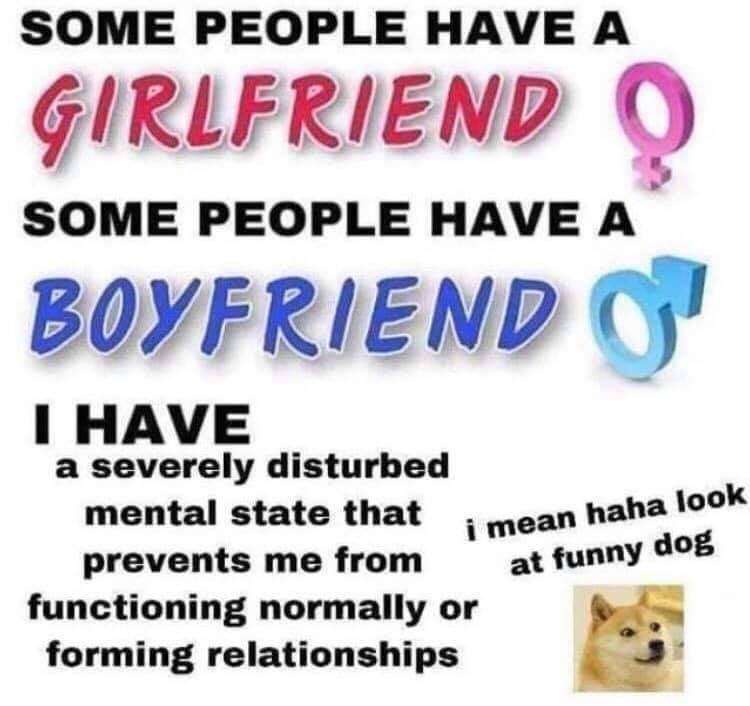 SOME PEOPLE HAVE A
GIRLFRIEND
SOME PEOPLE HAVE A
BOYFRIEND
I HAVE
a severely disturbed
mental state that
prevents me from
functioning normally or
forming relationships
i mean haha look
at funny dog